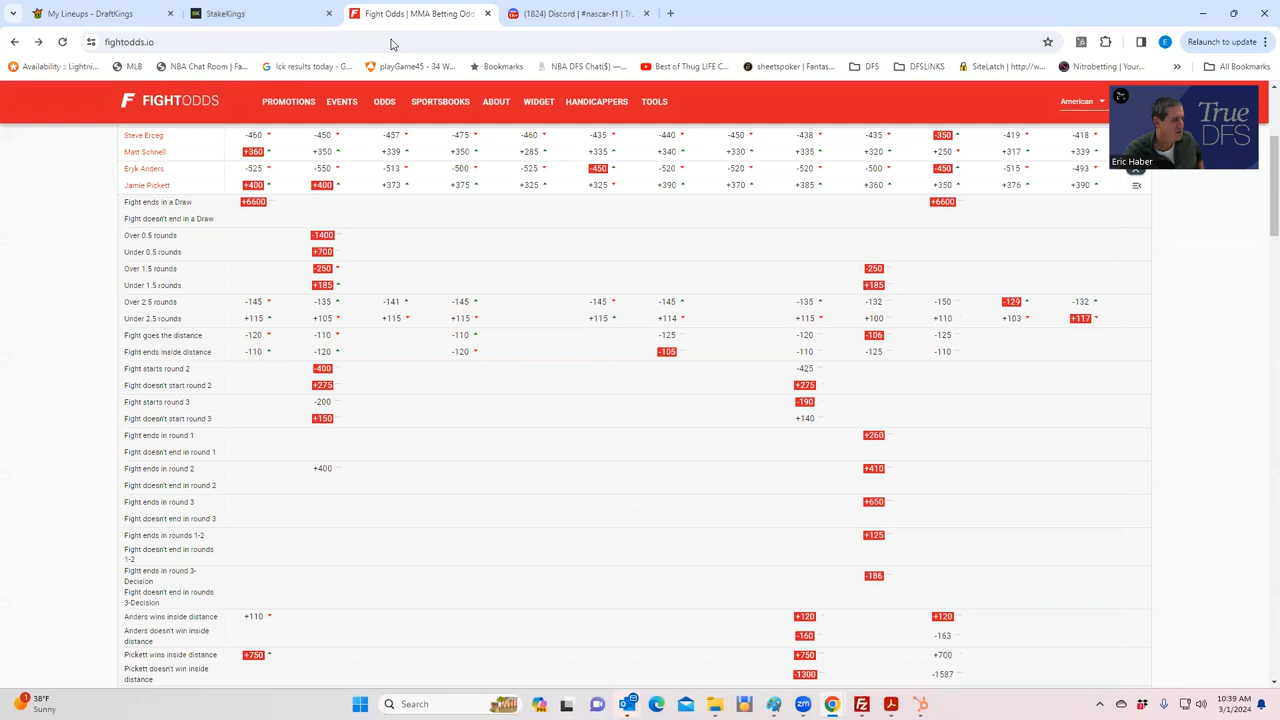 My Lineups - DraftKings
StakeKings
Fight Odds | MMA Betting Odd
(1824) Discord | #nascar-f1 | Tr
fightodds.io
Relaunch to update
Availability :: Lightni...
MLB
NBA Chat Room | Fa...
Ick results today - G...
playGame45 - 34 W...
Bookmarks
NBA DFS Chat($) —...
Best of Thug LIFE C...
sheetspoker | Fantas...
DFS
DFSLINKS
SiteLatch | http://w...
Nitrobetting | Your...
All Bookmarks
FIGHTODDS
PROMOTIONS EVENTS ODDS SPORTSBOOKS ABOUT WIDGET HANDICAPPERS TOOLS
American
True
DFS
Eric Haber
Steve Erceg -460 -450 -457 -475 -460 -435 -440 -450 -438 -435 -350 -419 -418
Matt Schnell +360 +350 +339 +350 +285 +335 +340 +330 +335 +320 +250 +317 +339
Eryk Anders -525 -550 -513 -500 -525 -450 -520 -520 -520 -500 -450 -515 -493
Jamie Pickett +400 +400 +373 +375 +325 +325 +390 +370 +385 +360 +350 +376 +390
Fight ends in a Draw +6600 +6600
Fight doesn't end in a Draw
Over 0.5 rounds -1400
Under 0.5 rounds +700
Over 1.5 rounds -250 -250
Under 1.5 rounds +185 +185
Over 2.5 rounds -145 -135 -141 -145 -145 -145 -135 -132 -150 -129 -132
Under 2.5 rounds +115 +105 +115 +115 +115 +114 +115 +100 +110 +103 +117
Fight goes the distance -120 -110 -110 -125 -120 -106 -125
Fight ends inside distance -110 -120 -120 -105 -110 -125 -110
Fight starts round 2 -400 -425
Fight doesn't start round 2 +275 +275
Fight starts round 3 -200 -190
Fight doesn't start round 3 +150 +140
Fight ends in round 1 +260
Fight doesn't end in round 1
Fight ends in round 2 +400 +410
Fight doesn't end in round 2
Fight ends in round 3 +650
Fight doesn't end in round 3
Fight ends in rounds 1-2 +125
Fight doesn't end in rounds
1-2
Fight ends in round 3-
Decision -186
Fight doesn't end in rounds
3-Decision
Anders wins inside distance +110 +120 +120
Anders doesn't win inside
distance -160 -163
Pickett wins inside distance +750 +750 +700
Pickett doesn't win inside
distance -1300 -1587
38°F
Sunny
Search
10:39 AM
3/1/2024